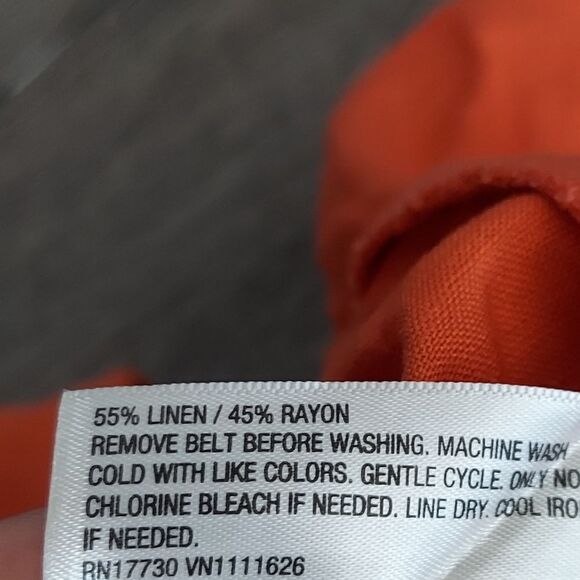 55% LINEN / 45% RAYON
REMOVE BELT BEFORE WASHING. MACHINE WASH
COLD WITH LIKE COLORS. GENTLE CYCLE. ONLY NO
CHLORINE BLEACH IF NEEDED. LINE DRY. COOL IRO
IF NEEDED.
RN17730 VN1111626